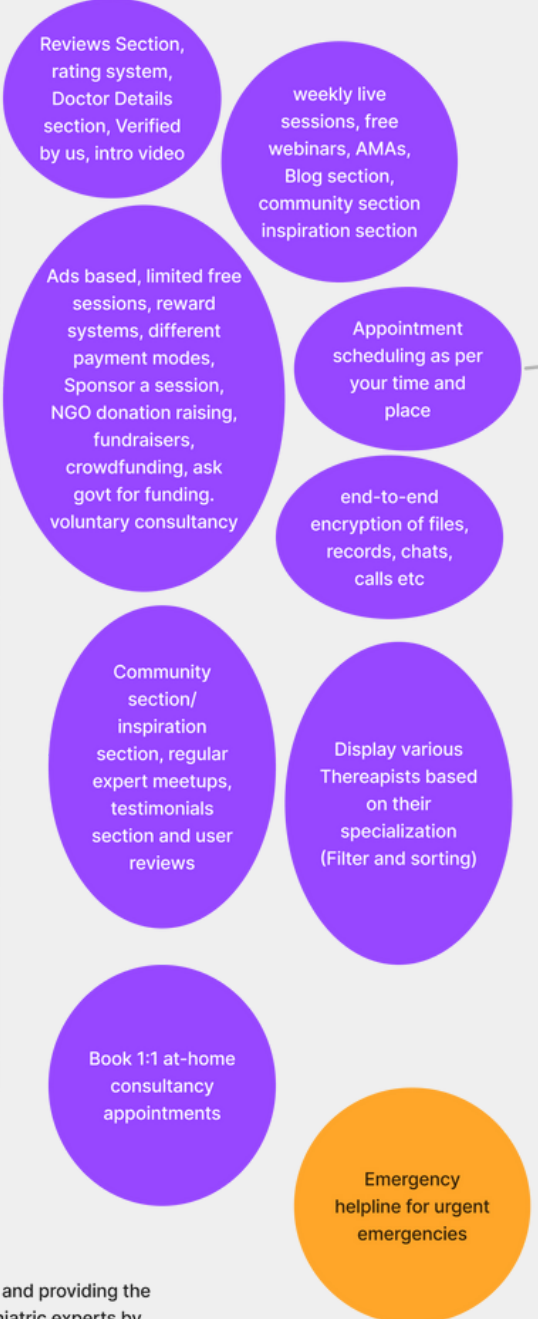 Reviews Section,
rating system,
Doctor Details
section, Verified
by us, intro video
weekly live
sessions, free
webinars, AMAs,
Blog section,
community section
inspiration section
Ads based, limited free
sessions, reward
systems, different
payment modes,
Sponsor a session,
NGO donation raising,
fundraisers,
crowdfunding, ask
govt for funding.
voluntary consultancy
Appointment
scheduling as per
your time and
place
end-to-end
encryption of files,
records, chats,
calls etc
Community
section/
inspiration
section, regular
expert meetups,
testimonials
section and user
reviews
Display various
Thereapists based
on their
specialization
(Filter and sorting)
Book 1:1 at-home
consultancy
appointments
Emergency
helpline for urgent
emergencies
and providing the
experts by